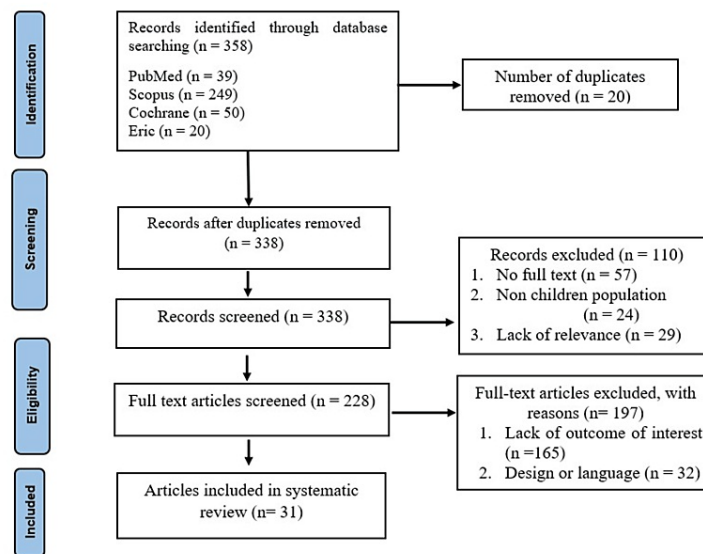 Identification
Records identified through database
searching (n = 358)
PubMed (n = 39)
Scopus (n = 249)
Cochrane (n = 50)
Eric (n = 20)
Number of duplicates
removed (n = 20)
Screening
Records after duplicates removed
(n = 338)
Records screened (n = 338)
Records excluded (n = 110)
1. No full text (n = 57)
2. Non children population
(n = 24)
3. Lack of relevance (n = 29)
Eligibility
Full text articles screened (n = 228)
Full-text articles excluded, with
reasons (n= 197)
1. Lack of outcome of interest
(n =165)
2. Design or language (n = 32)
Included
Articles included in systematic
review (n= 31)